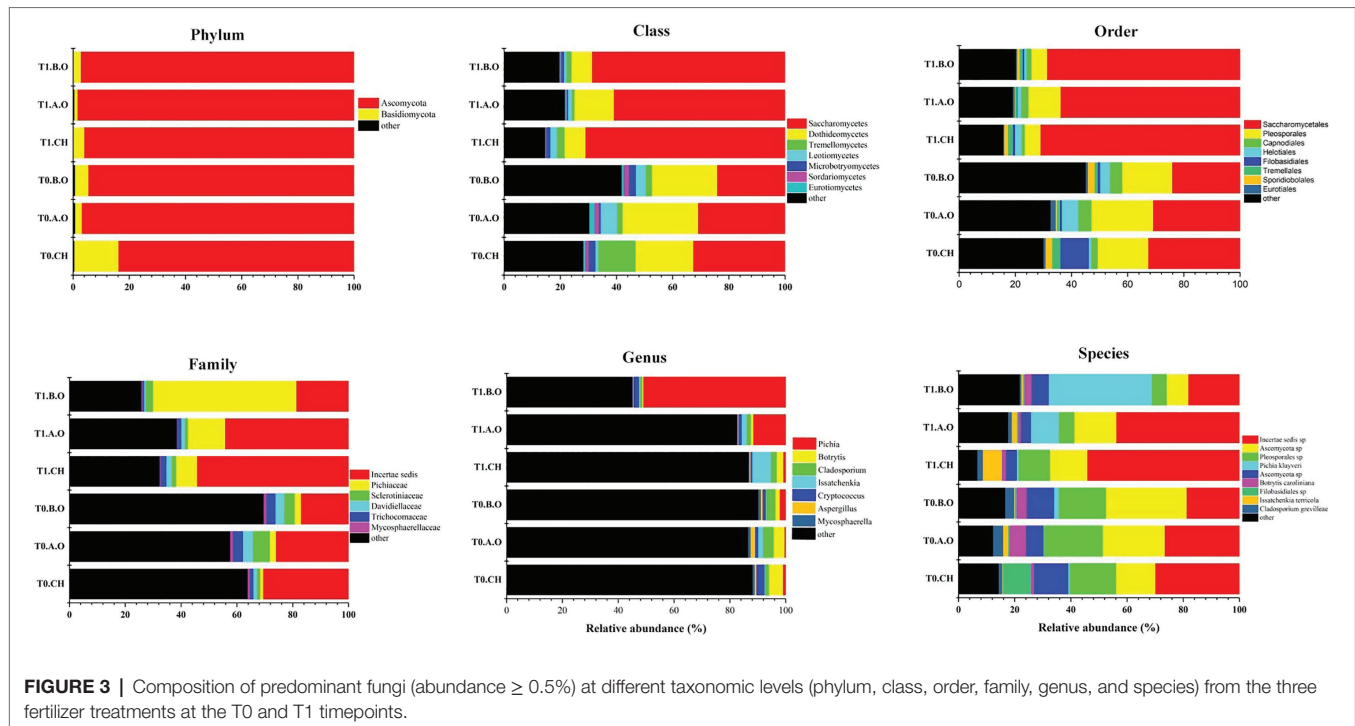 Phylum
T1.B.O
T1.A.O
T1.CH
T0.B.O
T0.A.O
T0.CH
0 20 40 60 80 100
Ascomycota
Basidiomycota
other
Class
T1.B.O
T1.A.O
T1.CH
T0.B.O
T0.A.O
T0.CH
0 20 40 60 80 100
Saccharomycetes
Dothideomycetes
Tremellomycetes
Leotiomycetes
Microbotryomycetes
Sordariomycetes
Eurotiomycetes
other
Order
T1.B.O
T1.A.O
T1.CH
T0.B.O
T0.A.O
T0.CH
0 20 40 60 80 100
Saccharomycetales
Pleosporales
Capnodiales
Helotiales
Filobasidiales
Tremellales
Sporidiobolales
Eurotiales
other
Family
T1.B.O
T1.A.O
T1.CH
T0.B.O
T0.A.O
T0.CH
0 20 40 60 80 100
Incertae sedis
Pichiaceae
Sclerotiniaceae
Davidiellaceae
Trichocomaceae
Mycosphaerellaceae
other
Genus
T1.B.O
T1.A.O
T1.CH
T0.B.O
T0.A.O
T0.CH
0 20 40 60 80 100
Relative abundance (%)
Pichia
Botrytis
Cladosporium
Issatchenkia
Cryptococcus
Aspergillus
Mycosphaerella
other
Species
T1.B.O
T1.A.O
T1.CH
T0.B.O
T0.A.O
T0.CH
0 20 40 60 80 100
Relative abundance (%)
Incertae sedis sp
Ascomycota sp
Pleosporales sp
Pichia kluyveri
Ascomycota sp
Botrytis caroliniana
Filobasidiales sp
Issatchenkia terricola
Cladosporium grevilleae
other
FIGURE 3 | Composition of predominant fungi (abundance ≥ 0.5%) at different taxonomic levels (phylum, class, order, family, genus, and species) from the three
fertilizer treatments at the T0 and T1 timepoints.